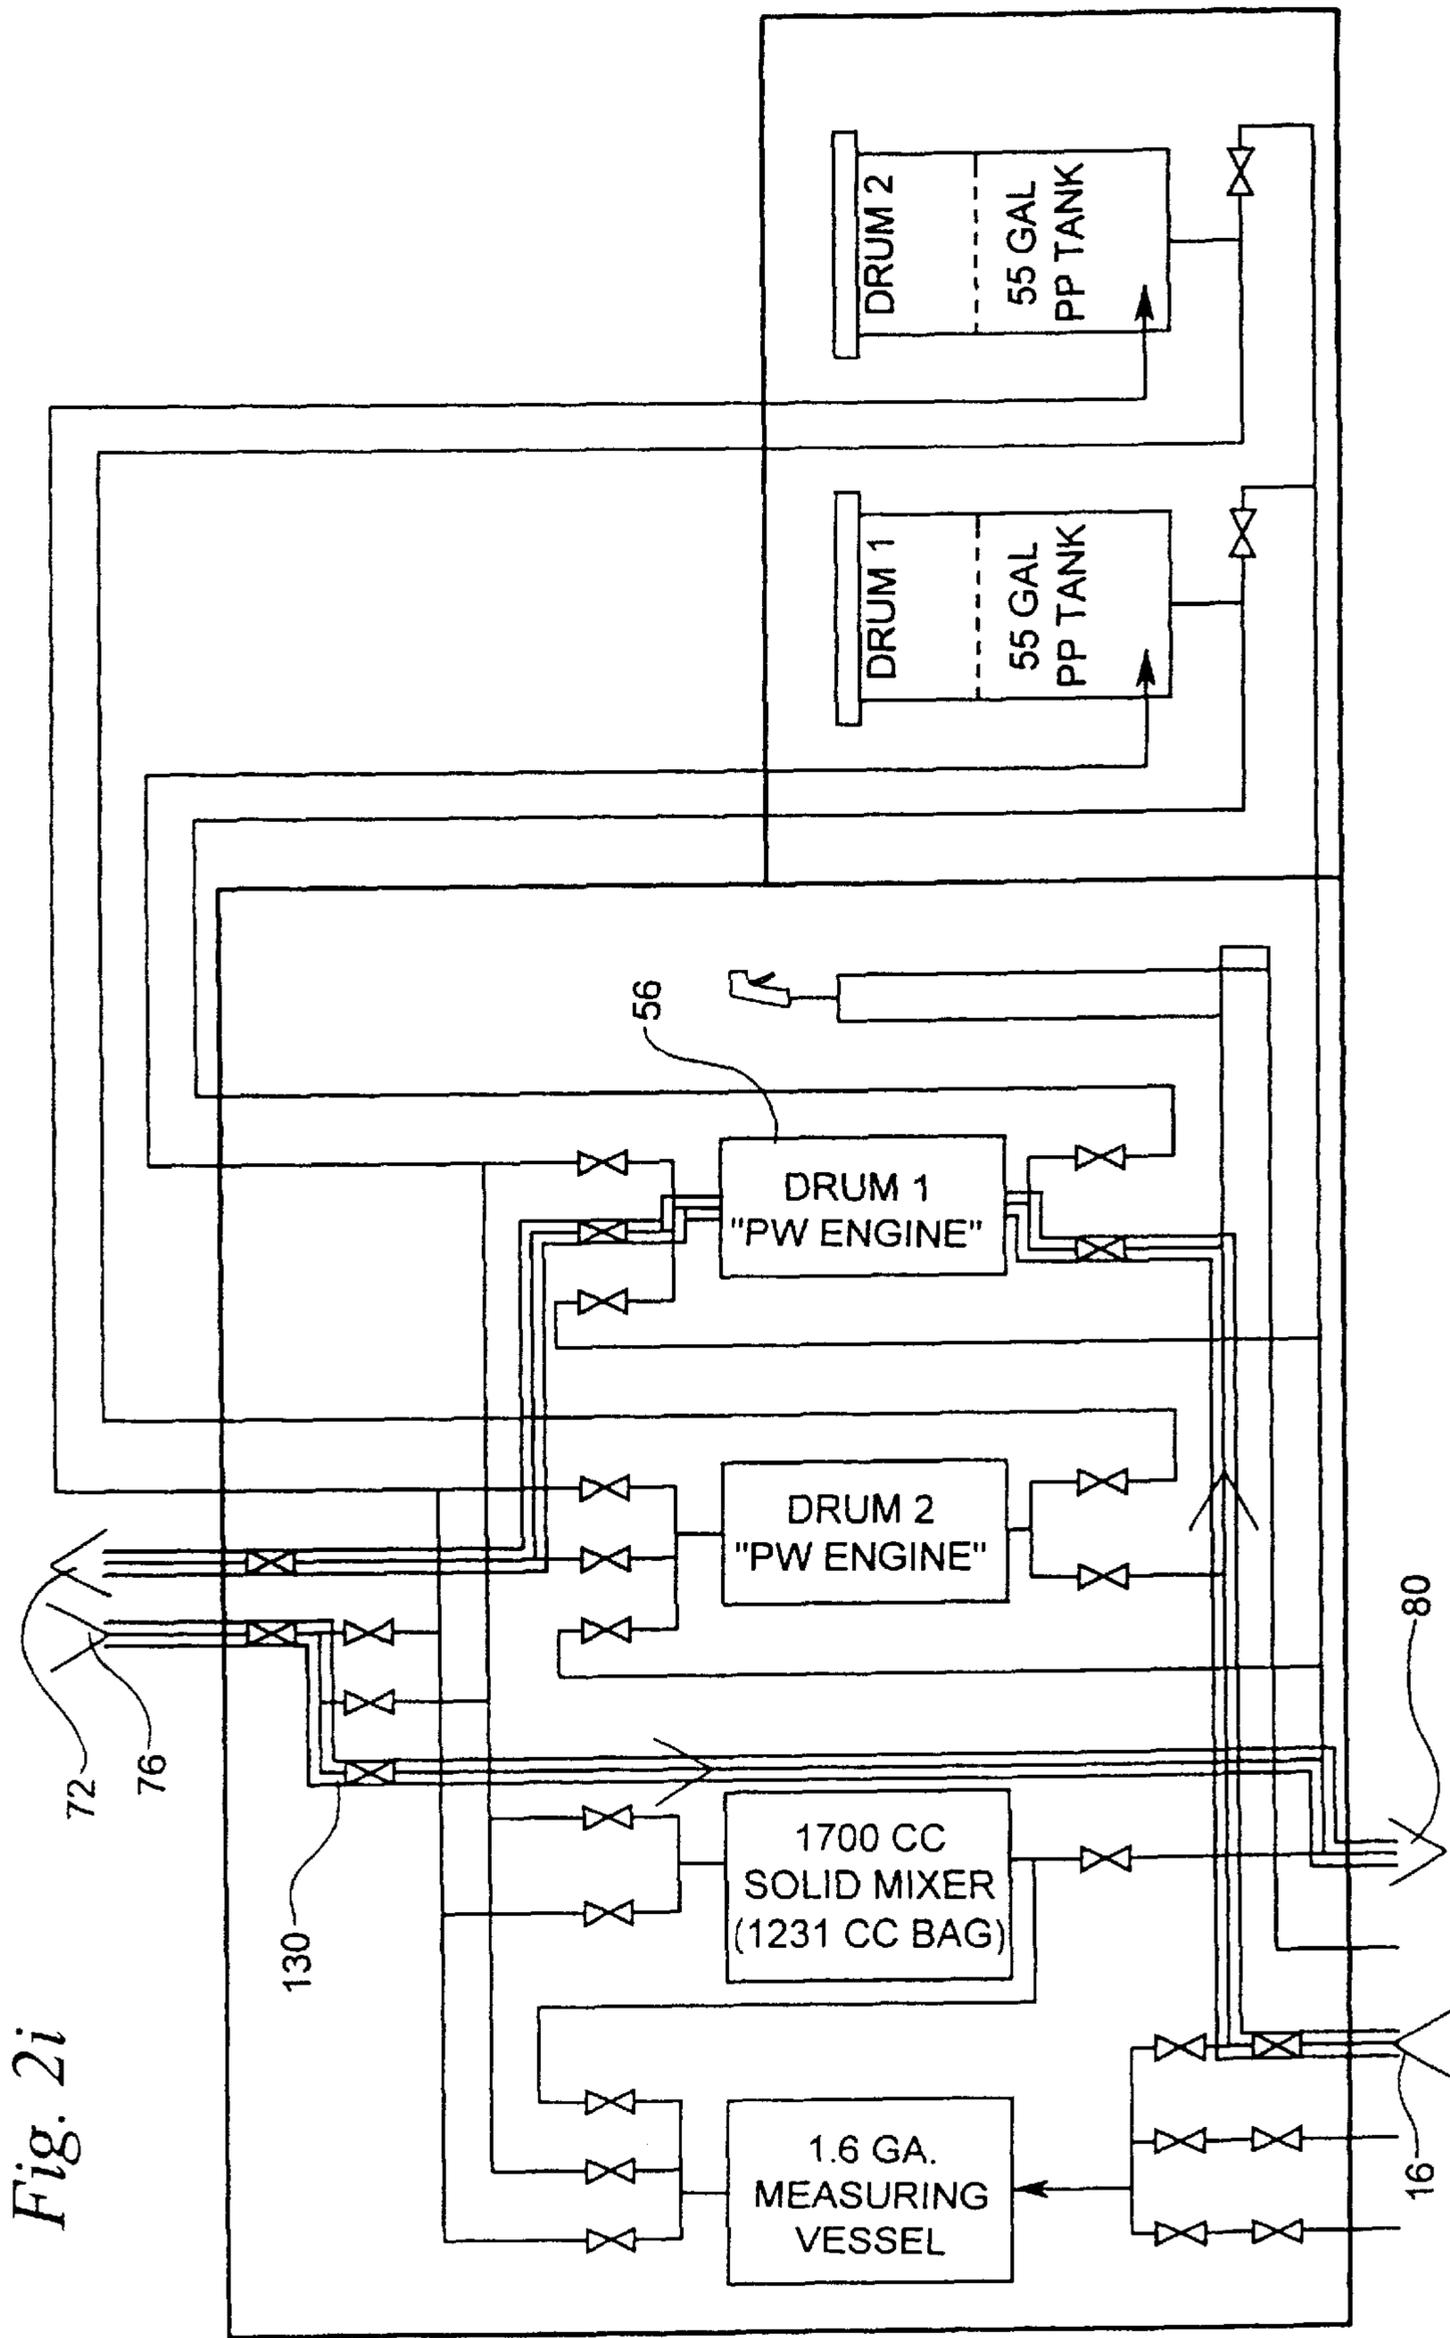 Fig. 2i
72
76
130
56
80
16
DRUM 1
55 GAL
PP TANK
DRUM 2
55 GAL
PP TANK
DRUM 1
"PW ENGINE"
DRUM 2
"PW ENGINE"
1700 CC
SOLID MIXER
(1231 CC BAG)
1.6 GA.
MEASURING
VESSEL